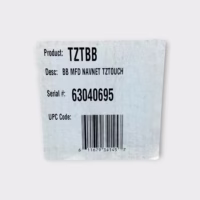 Product: TZTBB
Desc: BB MFD NAVNET TZTOUCH
Serial #: 63040695
UPC Code: